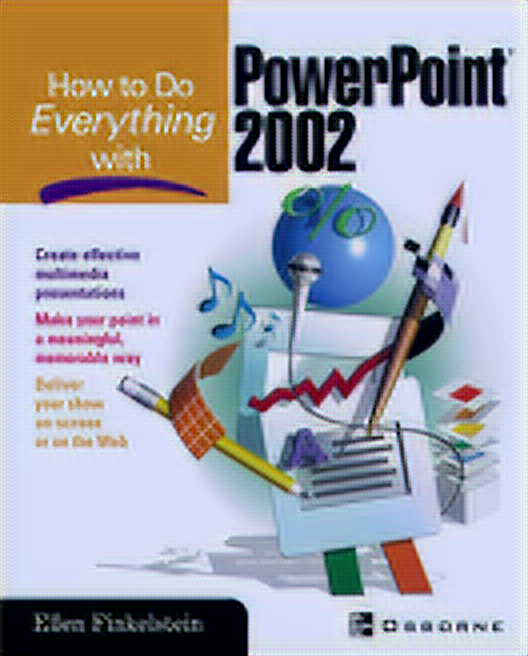 How to Do
Everything
with
PowerPoint
2002
Create effective
multimedia
presentations
Make your point in
a meaningful,
memorable way
Deliver
your show
on screen
or on the Web
%
A
Ellen Finkelstein
OSBORNE